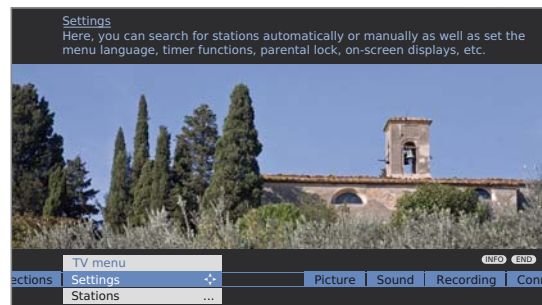 Settings
Here, you can search for stations automatically or manually as well as set the
menu language, timer functions, parental lock, on-screen displays, etc.
TV menu
INFO END
ections Settings Picture Sound Recording Conn
Stations ...